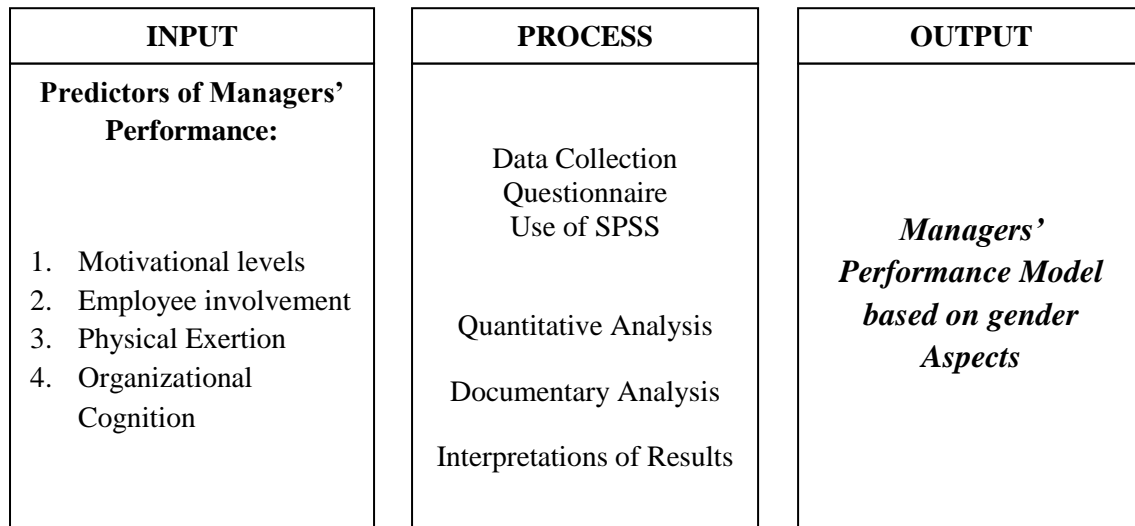 INPUT
Predictors of Managers’
Performance:
1. Motivational levels
2. Employee involvement
3. Physical Exertion
4. Organizational
Cognition
PROCESS
Data Collection
Questionnaire
Use of SPSS
Quantitative Analysis
Documentary Analysis
Interpretations of Results
OUTPUT
Managers’
Performance Model
based on gender
Aspects